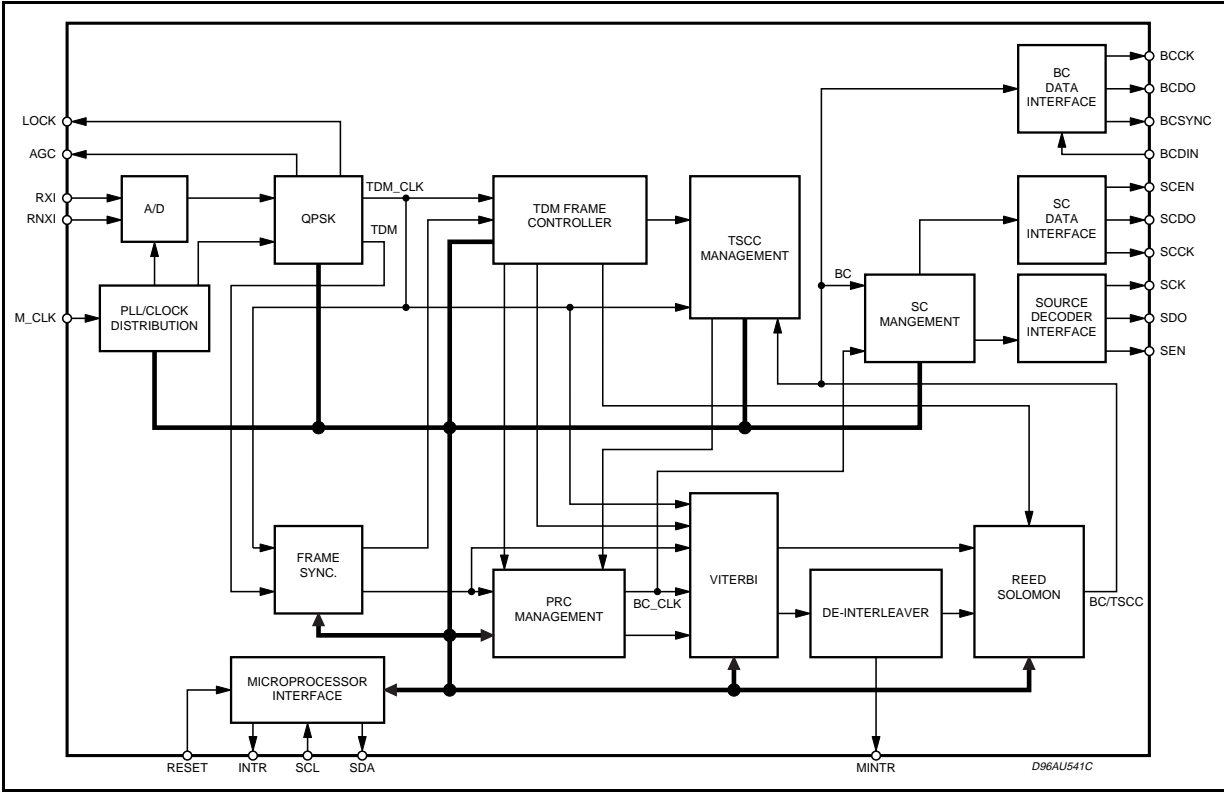 BC
DATA
INTERFACE
BCCK
BCDO
BCSYNC
BCDIN
LOCK
AGC
RXI
RNXI
M_CLK
A/D
QPSK
TDM_CLK
TDM
PLL/CLOCK
DISTRIBUTION
TDM FRAME
CONTROLLER
TSCC
MANAGEMENT
SC
DATA
INTERFACE
SCEN
SCDO
SCCK
BC
SC
MANGEMENT
SOURCE
DECODER
INTERFACE
SCK
SDO
SEN
FRAME
SYNC.
PRC
MANAGEMENT
BC_CLK
VITERBI
DE-INTERLEAVER
REED
SOLOMON
BC/TSCC
MICROPROCESSOR
INTERFACE
RESET
INTR
SCL
SDA
MINTR
D96AU541C